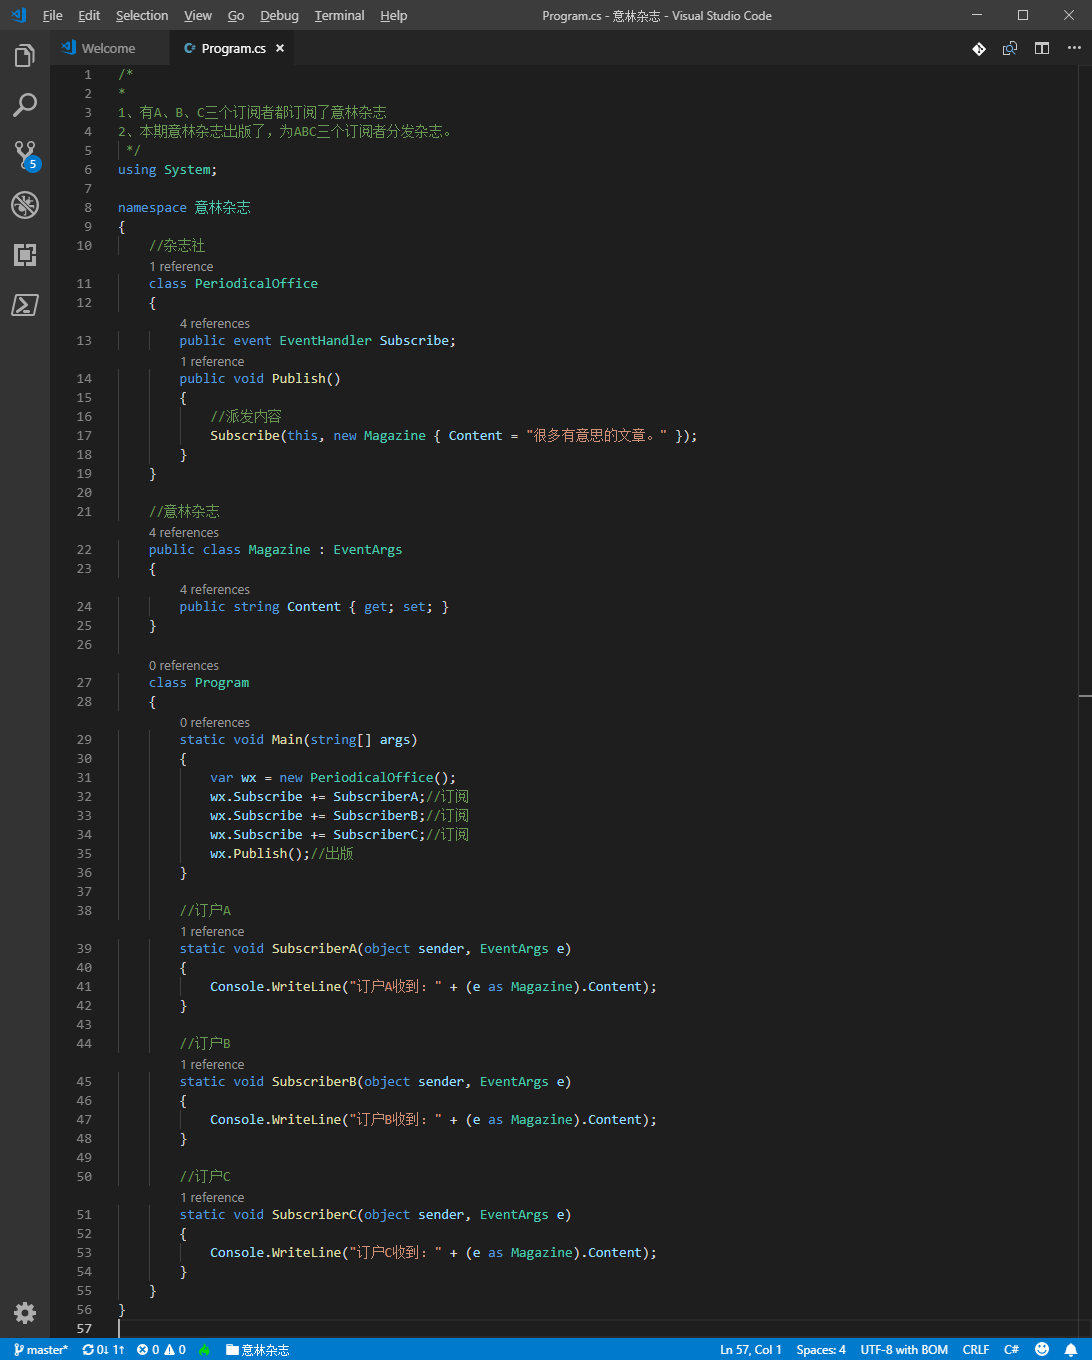 File Edit Selection View Go Debug Terminal Help Program.cs - 意林杂志 - Visual Studio Code
Welcome Program.cs ×
1 /*
2 *
3 1、有A、B、C三个订阅者都订阅了意林杂志
4 2、本期意林杂志出版了，为ABC三个订阅者分发杂志。
5 */
6 using System;
7
8 namespace 意林杂志
9 {
10 //杂志社
1 reference
11 class PeriodicalOffice
12 {
4 references
13 public event EventHandler Subscribe;
1 reference
14 public void Publish()
15 {
16 //派发内容
17 Subscribe(this, new Magazine { Content = "很多有意思的文章。" });
18 }
19 }
20
21 //意林杂志
4 references
22 public class Magazine : EventArgs
23 {
4 references
24 public string Content { get; set; }
25 }
26
0 references
27 class Program
28 {
0 references
29 static void Main(string[] args)
30 {
31 var wx = new PeriodicalOffice();
32 wx.Subscribe += SubscriberA;//订阅
33 wx.Subscribe += SubscriberB;//订阅
34 wx.Subscribe += SubscriberC;//订阅
35 wx.Publish();//出版
36 }
37
38 //订户A
1 reference
39 static void SubscriberA(object sender, EventArgs e)
40 {
41 Console.WriteLine("订户A收到：" + (e as Magazine).Content);
42 }
43
44 //订户B
1 reference
45 static void SubscriberB(object sender, EventArgs e)
46 {
47 Console.WriteLine("订户B收到：" + (e as Magazine).Content);
48 }
49
50 //订户C
1 reference
51 static void SubscriberC(object sender, EventArgs e)
52 {
53 Console.WriteLine("订户C收到：" + (e as Magazine).Content);
54 }
55 }
56 }
57
5
master* 0↓ 1↑ 0 0 意林杂志 Ln 57, Col 1 Spaces: 4 UTF-8 with BOM CRLF C#